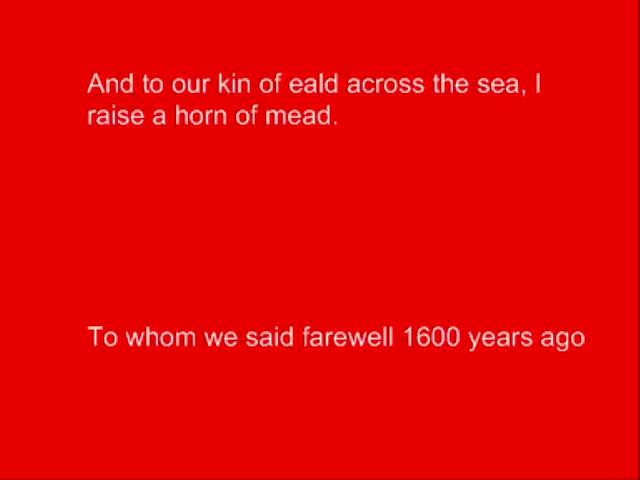 And to our kin of eald across the sea, I
raise a horn of mead.
To whom we said farewell 1600 years ago